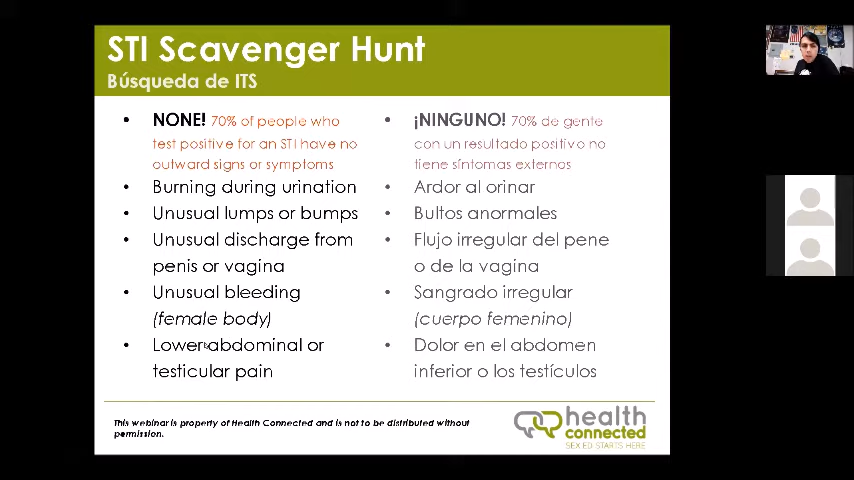 STI Scavenger Hunt
Búsqueda de ITS
• NONE! 70% of people who
test positive for an STI have no
outward signs or symptoms
• Burning during urination
• Unusual lumps or bumps
• Unusual discharge from
penis or vagina
• Unusual bleeding
(female body)
• Lower abdominal or
testicular pain
• ¡NINGUNO! 70% de gente
con un resultado positivo no
tiene síntomas externos
• Ardor al orinar
• Bultos anormales
• Flujo irregular del pene
o de la vagina
• Sangrado irregular
(cuerpo femenino)
• Dolor en el abdomen
inferior o los testículos
This webinar is property of Health Connected and is not to be distributed without
permission.
health
connected
SEX ED STARTS HERE